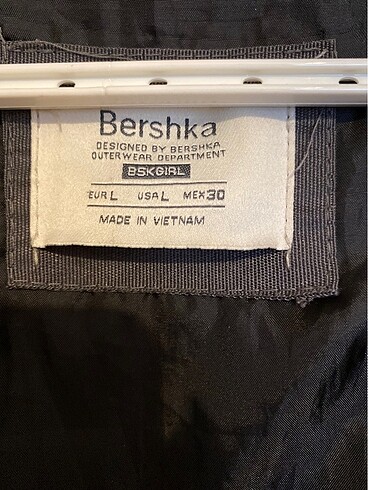 Bershka
DESIGNED BY BERSHKA
OUTERWEAR DEPARTMENT
BSKGIRL
EUR L USA L MEX 30
MADE IN VIETNAM